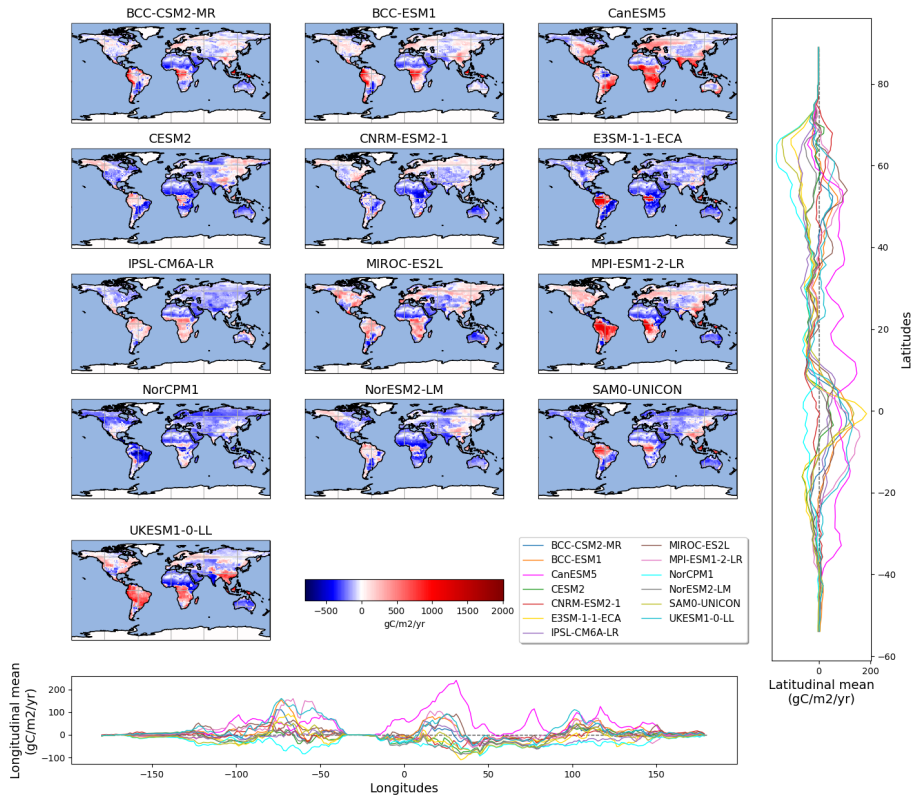 BCC-CSM2-MR
BCC-ESM1
CanESM5
CESM2
CNRM-ESM2-1
E3SM-1-1-ECA
IPSL-CM6A-LR
MIROC-ES2L
MPI-ESM1-2-LR
NorCPM1
NorESM2-LM
SAM0-UNICON
UKESM1-0-LL
−500 0 500 1000 1500 2000
gC/m2/yr
BCC-CSM2-MR
BCC-ESM1
CanESM5
CESM2
CNRM-ESM2-1
E3SM-1-1-ECA
IPSL-CM6A-LR
MIROC-ES2L
MPI-ESM1-2-LR
NorCPM1
NorESM2-LM
SAM0-UNICON
UKESM1-0-LL
80
60
40
20
0
−20
−40
−60
Latitudes
0 200
Latitudinal mean
(gC/m2/yr)
Longitudinal mean
(gC/m2/yr)
200
100
0
−100
−150 −100 −50 0 50 100 150
Longitudes